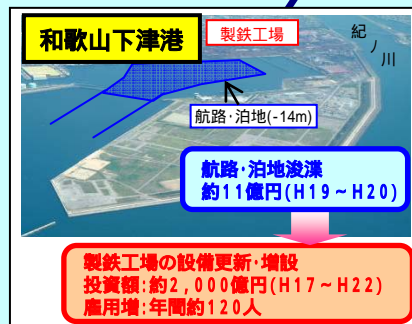 和歌山下津港
製鉄工場
紀ノ川
航路･泊地(-14m)
航路･泊地浚渫
約11億円(H19～H20)
製鉄工場の設備更新･増設
投資額:約2,000億円(H17～H22)
雇用増:年間約120人